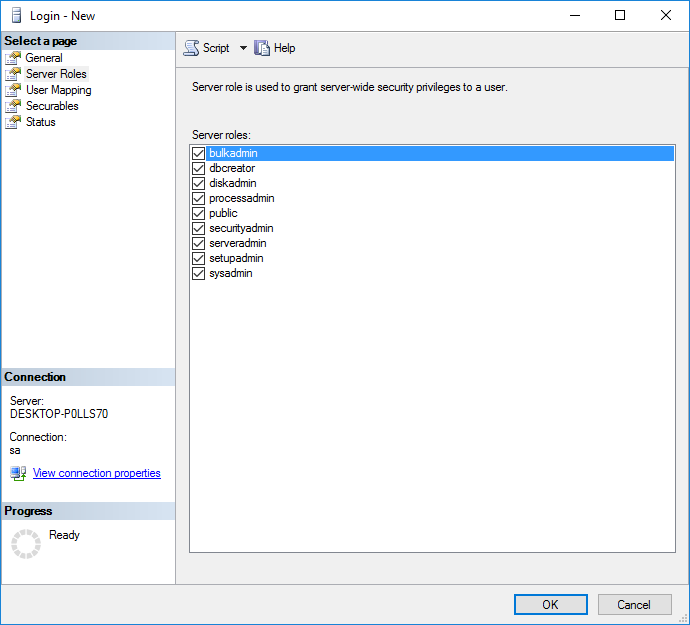 Login - New
Select a page
General
Server Roles
User Mapping
Securables
Status
Script
Help
Server role is used to grant server-wide security privileges to a user.
Server roles:
bulkadmin
dbcreator
diskadmin
processadmin
public
securityadmin
serveradmin
setupadmin
sysadmin
Connection
Server:
DESKTOP-P0LLS70
Connection:
sa
View connection properties
Progress
Ready
OK
Cancel